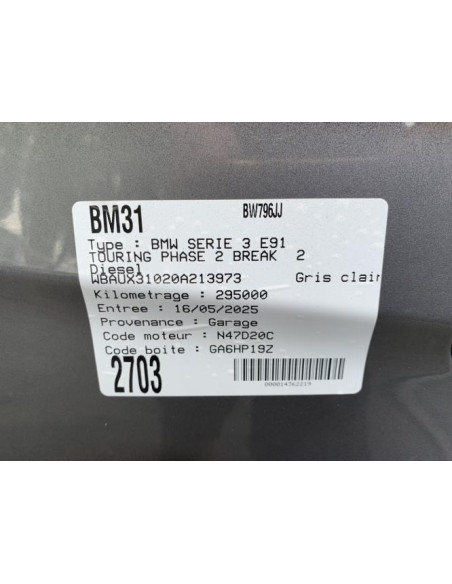 BM31 BW796JJ
Type : BMW SERIE 3 E91
TOURING PHASE 2 BREAK 2
Diesel
WBAUX31020A213973 Gris clair
Kilometrage : 295000
Entree : 16/05/2025
Provenance : Garage
Code moteur : N47D20C
Code boite : GA6HP19Z
2703
000014362219